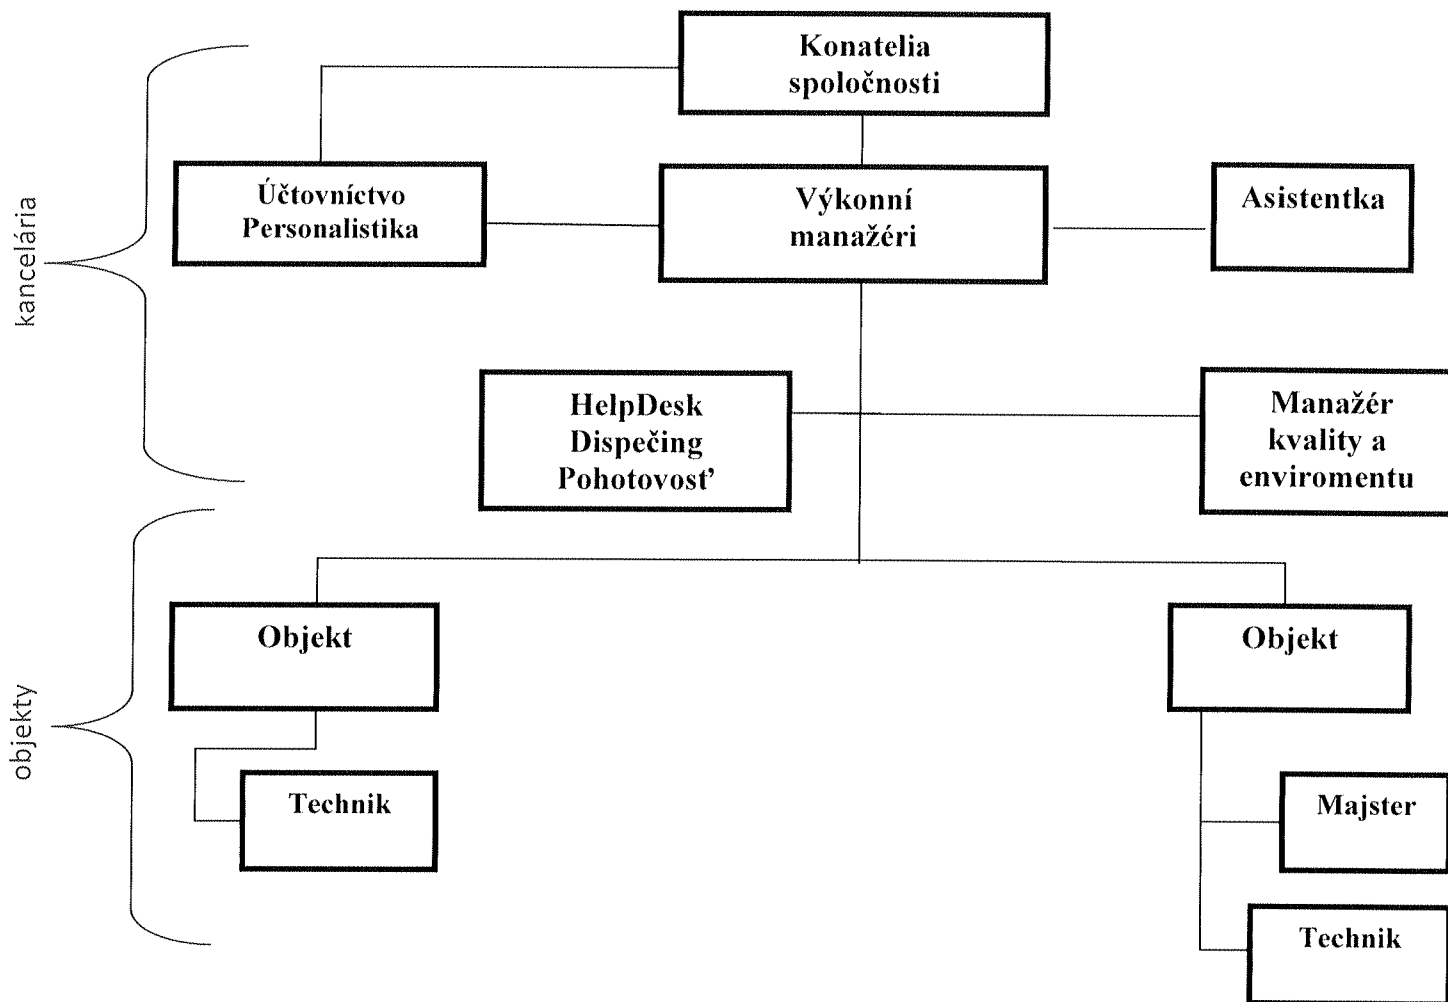 Konatelia
spoločnosti
kancelária
Účtovníctvo
Personalistika
Výkonní
manažéri
Asistentka
HelpDesk
Dispečing
Pohotovosť
Manažér
kvality a
enviromentu
objekty
Objekt
Objekt
Technik
Majster
Technik